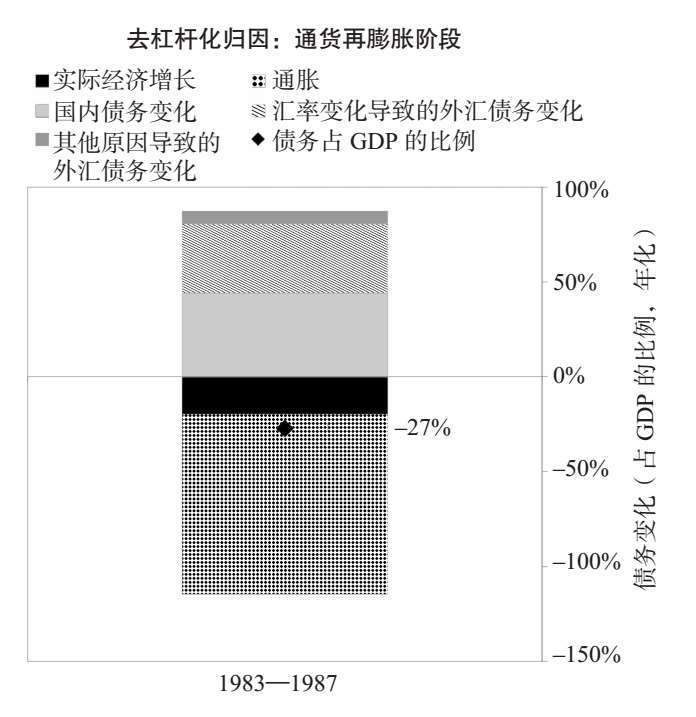 去杠杆化归因：通货再膨胀阶段
实际经济增长
通胀
国内债务变化
汇率变化导致的外汇债务变化
其他原因导致的
外汇债务变化
债务占 GDP 的比例
100%
50%
0%
–27%
–50%
–100%
–150%
债务变化（占 GDP 的比例，年化）
1983—1987